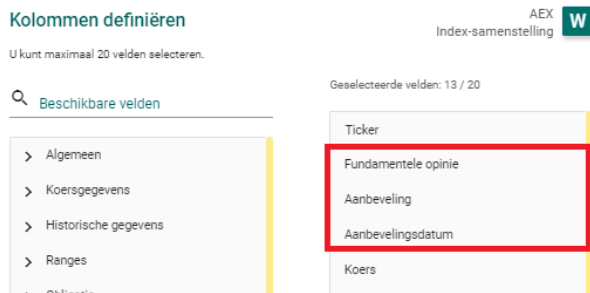 Kolommen definiëren
AEX
Index-samenstelling
W
U kunt maximaal 20 velden selecteren.
Beschikbare velden
Geselecteerde velden: 13 / 20
Algemeen
Koersgegevens
Historische gegevens
Ranges
Ticker
Fundamentele opinie
Aanbeveling
Aanbevelingsdatum
Koers